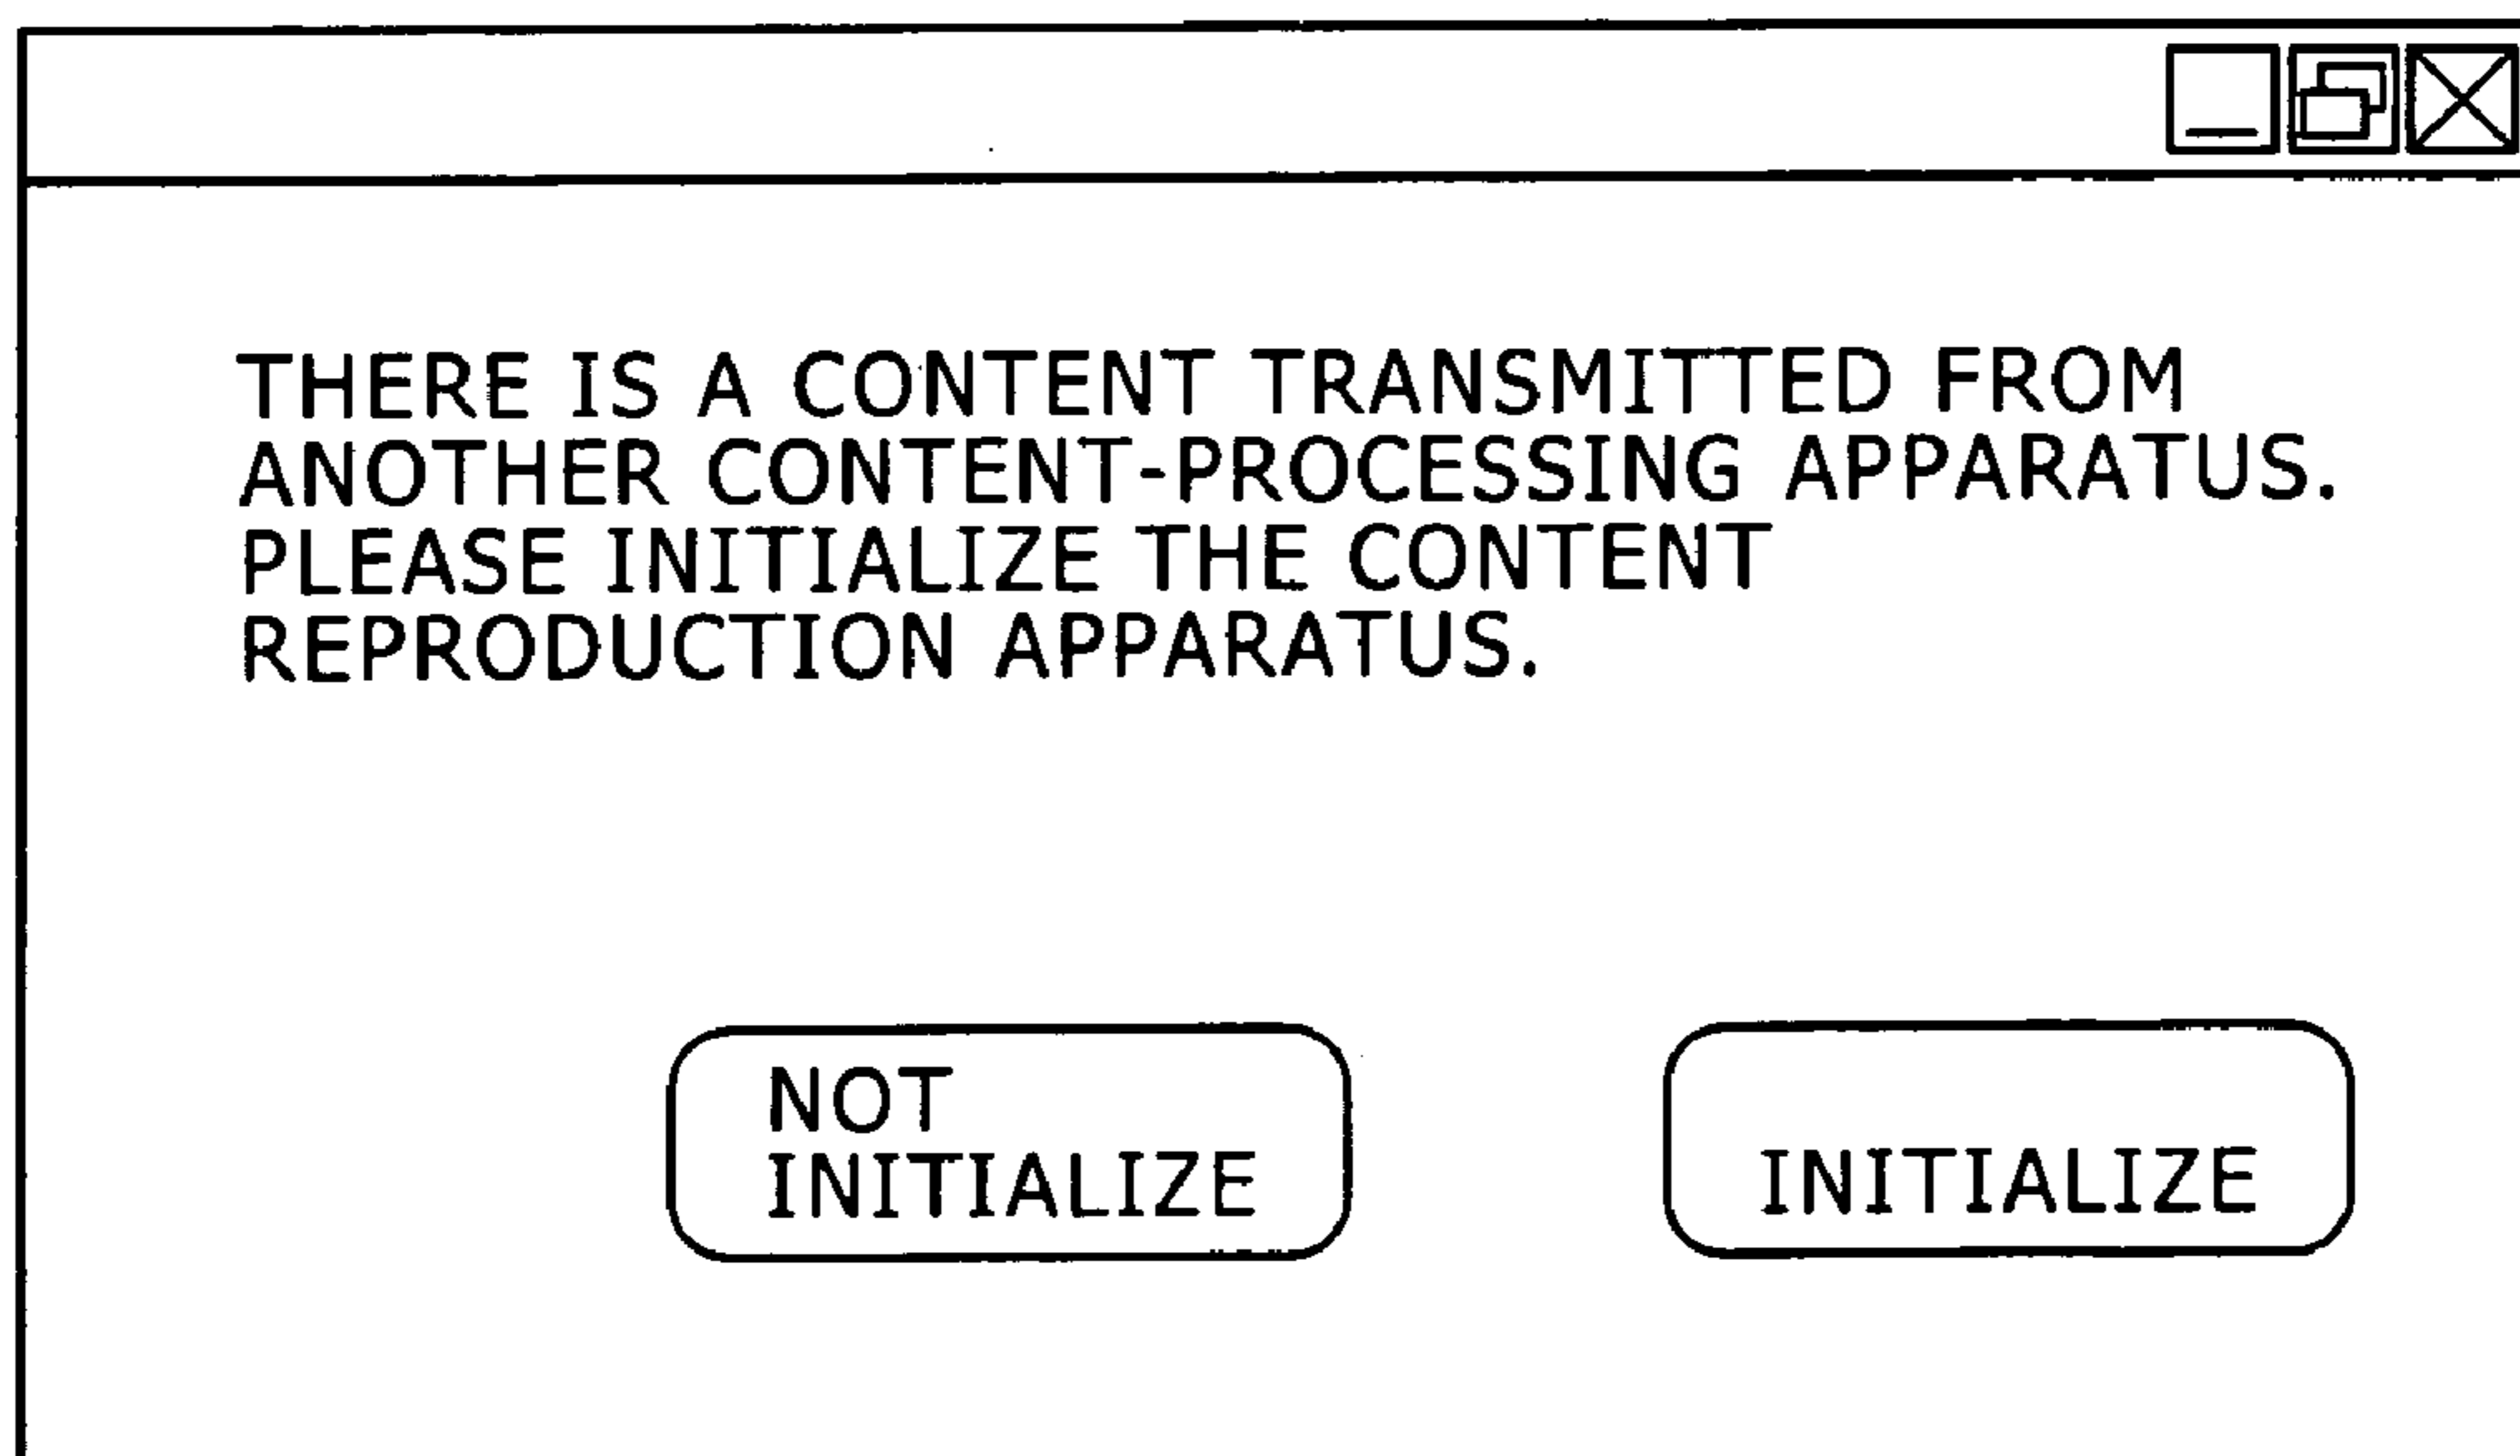 THERE IS A CONTENT TRANSMITTED FROM
ANOTHER CONTENT-PROCESSING APPARATUS.
PLEASE INITIALIZE THE CONTENT
REPRODUCTION APPARATUS.
NOT
INITIALIZE
INITIALIZE